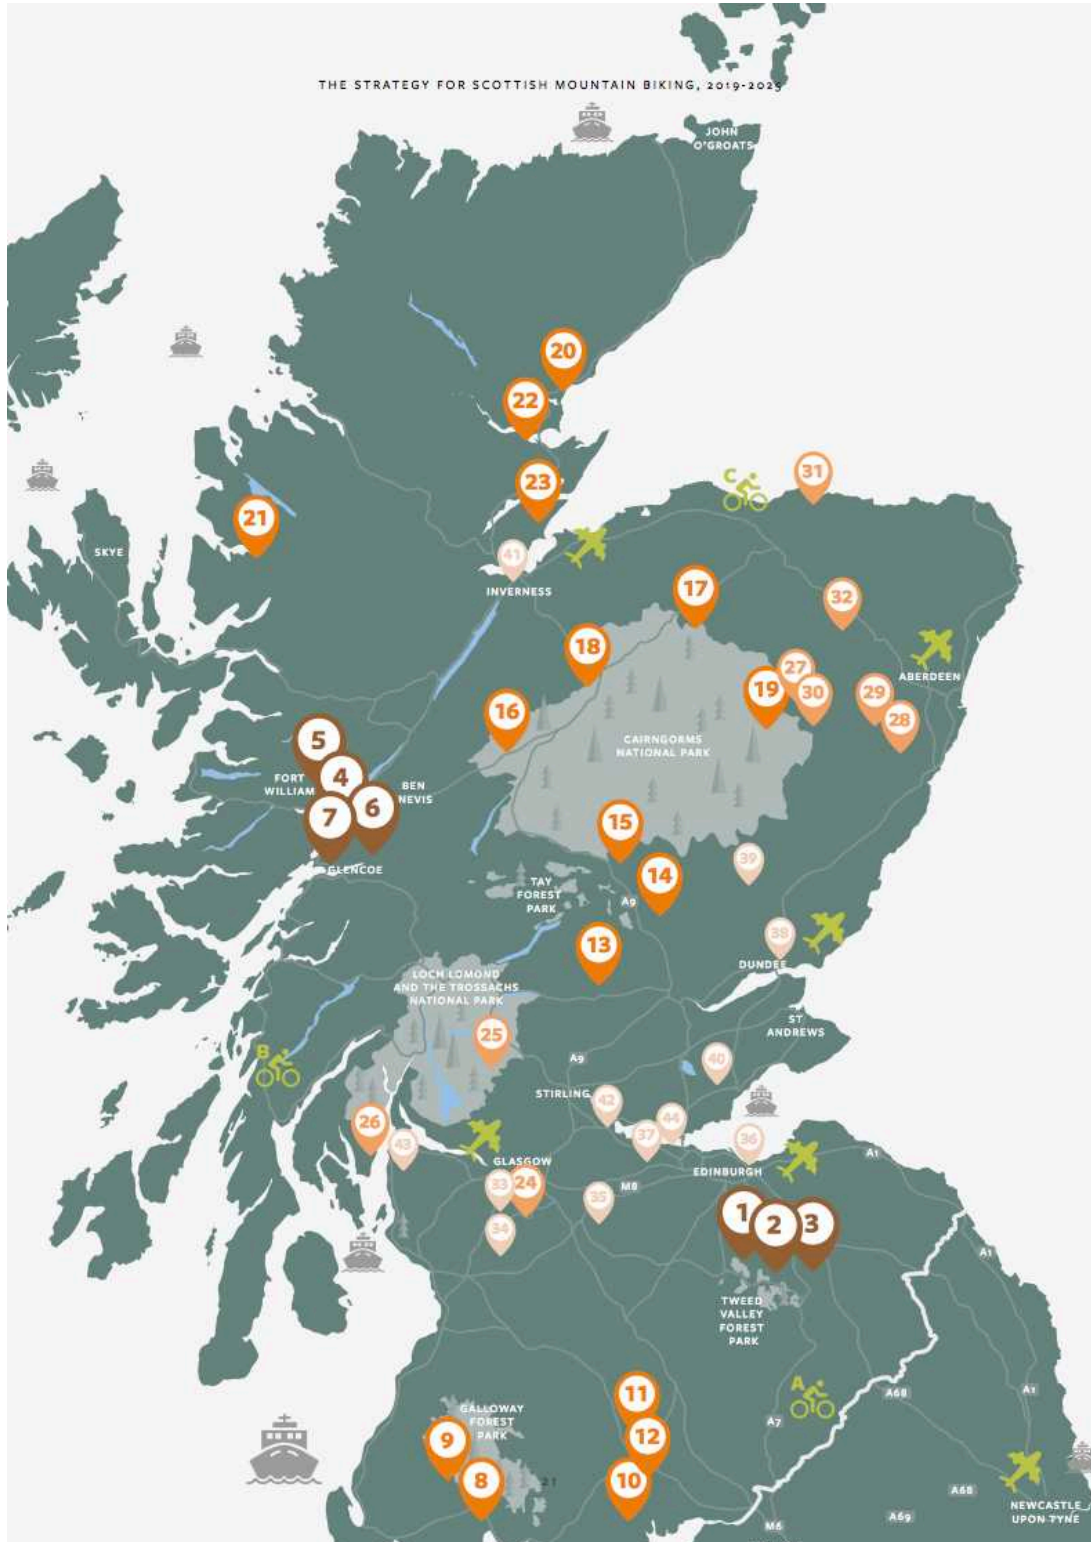 THE STRATEGY FOR SCOTTISH MOUNTAIN BIKING, 2019-2025
JOHN
O'GROATS
20
22
31
C
23
21
SKYE
41
INVERNESS
17
32
18
27
ABERDEEN
19
30
29
28
16
CAIRNGORMS
NATIONAL PARK
5
4
FORT
WILLIAM
BEN
NEVIS
7
6
GLENCOE
15
39
14
TAY
FOREST
PARK
A9
13
38
DUNDEE
LOCH LOMOND
AND THE TROSSACHS
NATIONAL PARK
ST
ANDREWS
25
B
A9
40
STIRLING
42
26
44
43
37
36
GLASGOW
EDINBURGH
A1
33
24
M8
35
34
1
2
3
A1
TWEED
VALLEY
FOREST
PARK
A
11
A68
A1
GALLOWAY
FOREST
PARK
A7
9
12
8
21
10
A68
NEWCASTLE
UPON TYNE
A69
M6